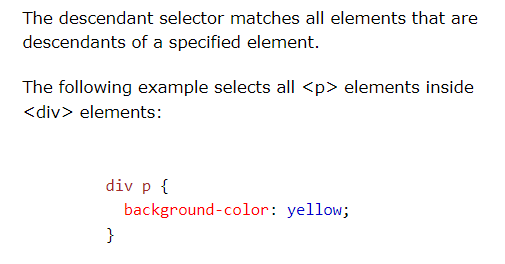 The descendant selector matches all elements that are
descendants of a specified element.
The following example selects all <p> elements inside
<div> elements:
div p {
background-color: yellow;
}